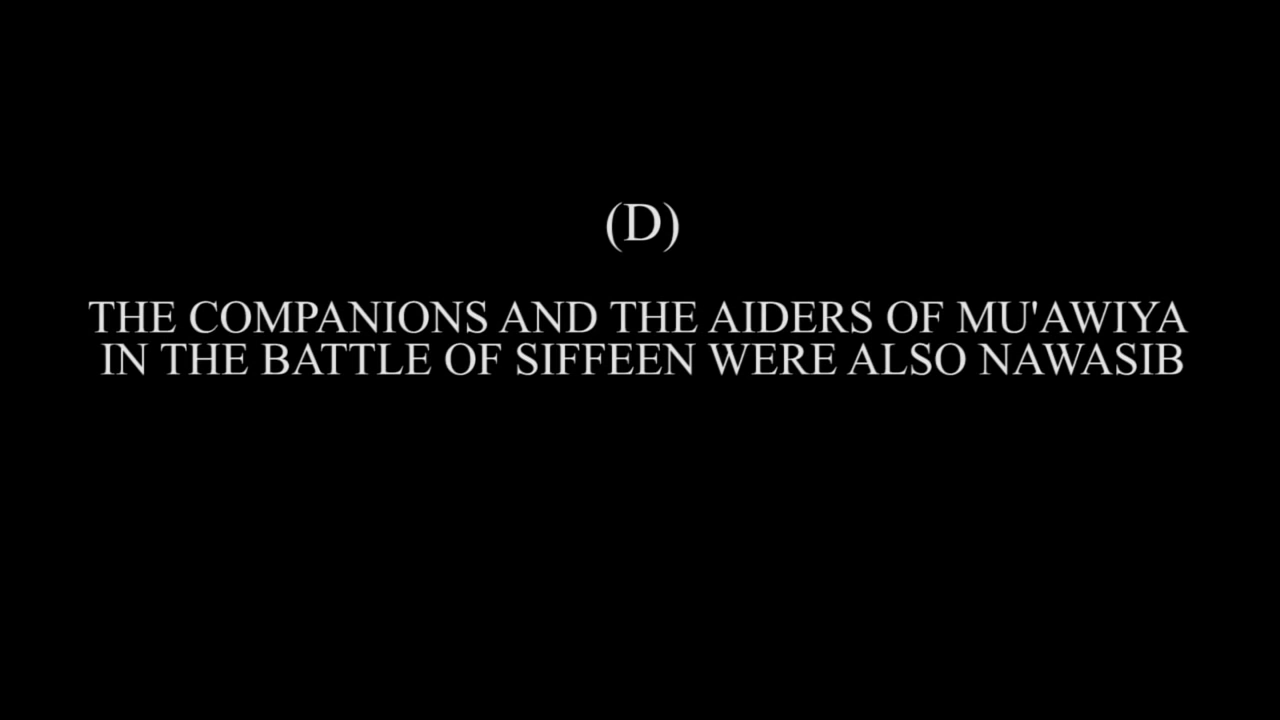 (D)
THE COMPANIONS AND THE AIDERS OF MU'AWIYA
IN THE BATTLE OF SIFFEEN WERE ALSO NAWASIB